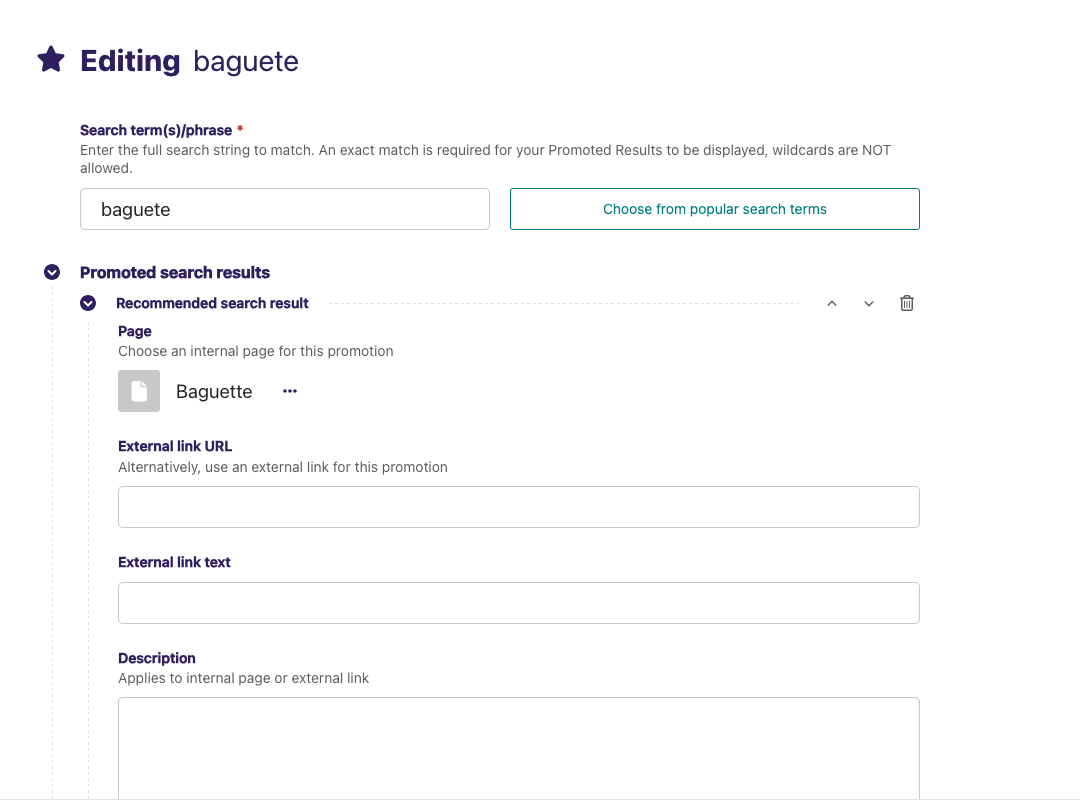 Editing baguete
Search term(s)/phrase *
Enter the full search string to match. An exact match is required for your Promoted Results to be displayed, wildcards are NOT
allowed.
baguete
Choose from popular search terms
Promoted search results
Recommended search result
Page
Choose an internal page for this promotion
Baguette
External link URL
Alternatively, use an external link for this promotion
External link text
Description
Applies to internal page or external link